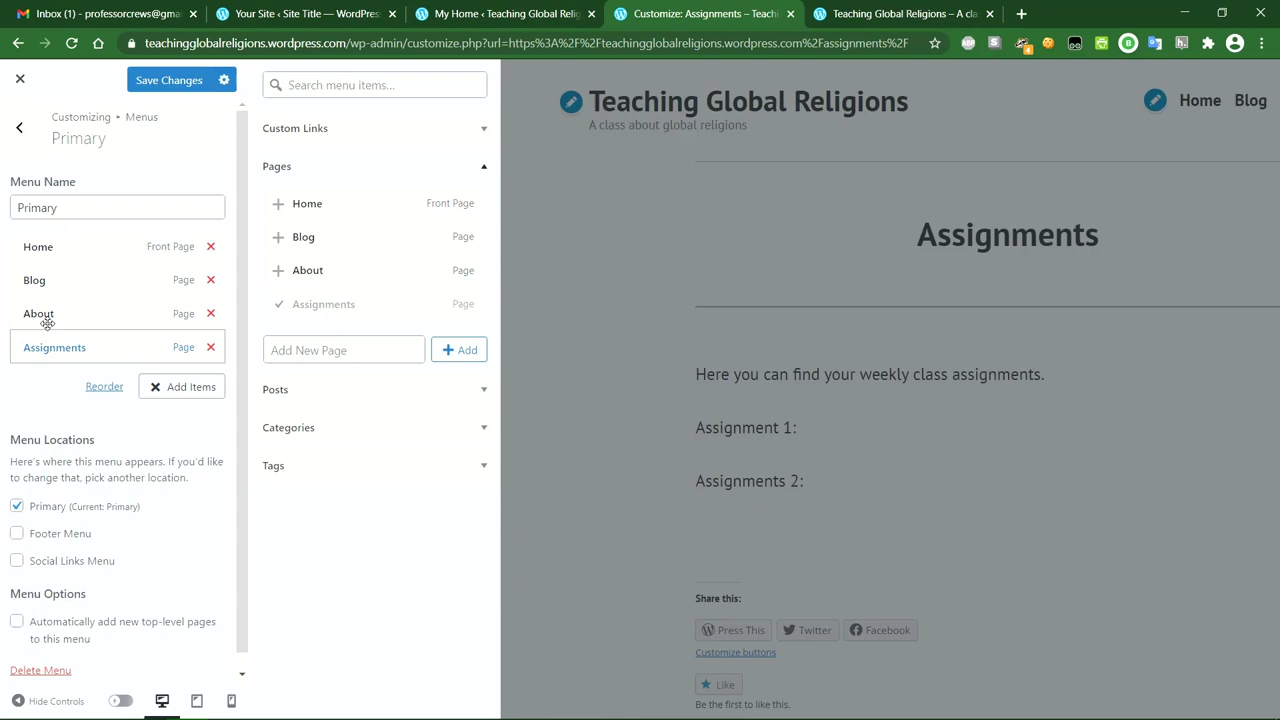 Inbox (1) - professorcrews@gma
Your Site ‹ Site Title — WordPress
My Home ‹ Teaching Global Relig
Customize: Assignments – Teachi
Teaching Global Religions – A cla
teachingglobalreligions.wordpress.com/wp-admin/customize.php?url=https%3A%2F%2Fteachingglobalreligions.wordpress.com%2Fassignments%2F
Save Changes
Customizing ▸ Menus
Primary
Menu Name
Primary
Home Front Page
Blog Page
About Page
Assignments Page
Reorder
Add Items
Menu Locations
Here's where this menu appears. If you'd like
to change that, pick another location.
Primary (Current: Primary)
Footer Menu
Social Links Menu
Menu Options
Automatically add new top-level pages
to this menu
Delete Menu
Hide Controls
Search menu items...
Custom Links
Pages
Home Front Page
Blog Page
About Page
Assignments Page
Add New Page
Add
Posts
Categories
Tags
Teaching Global Religions
A class about global religions
Home Blog
Assignments
Here you can find your weekly class assignments.
Assignment 1:
Assignments 2:
Share this:
Press This
Twitter
Facebook
Customize buttons
Like
Be the first to like this.